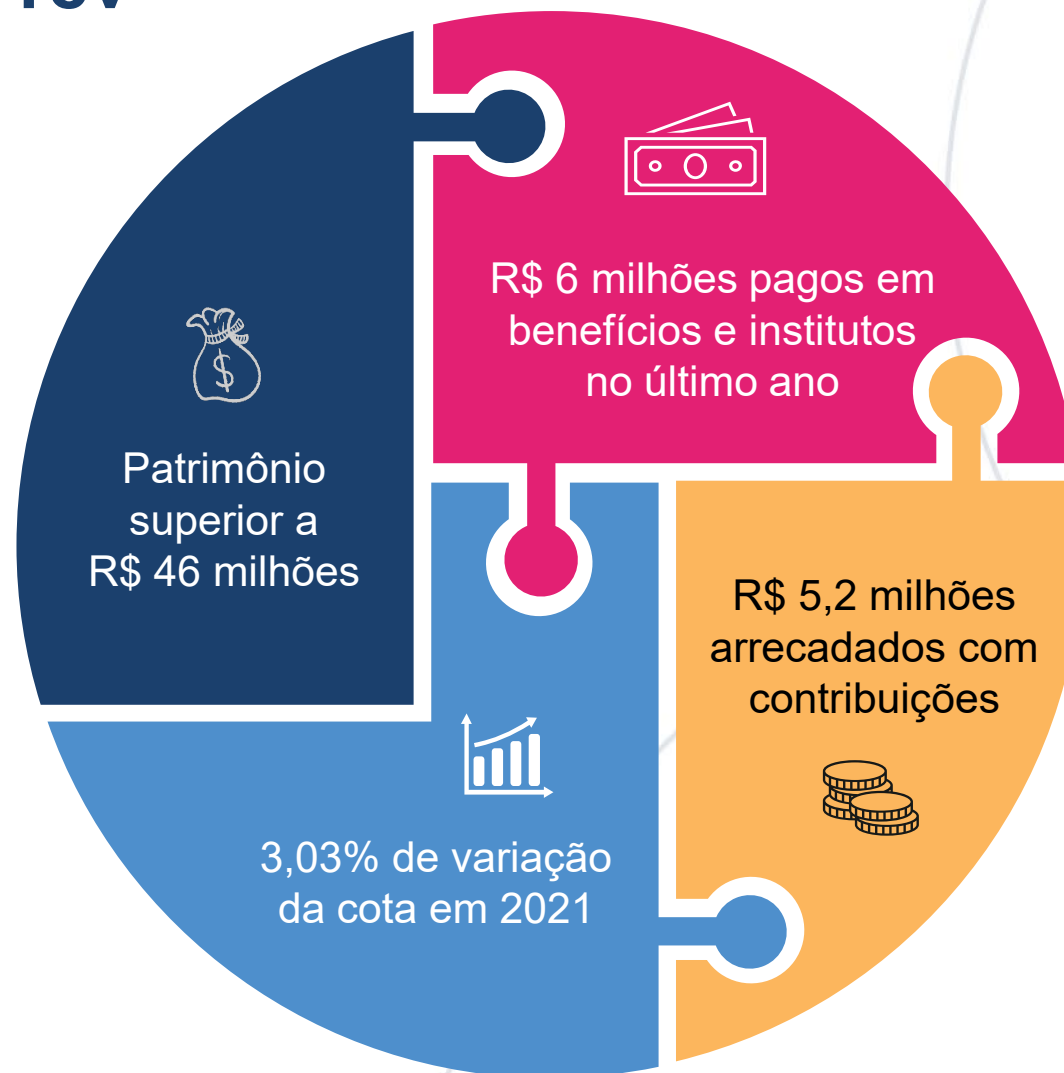 R$ 6 milhões pagos em
benefícios e institutos
no último ano
Patrimônio
superior a
R$ 46 milhões
R$ 5,2 milhões
arrecadados com
contribuições
3,03% de variação
da cota em 2021